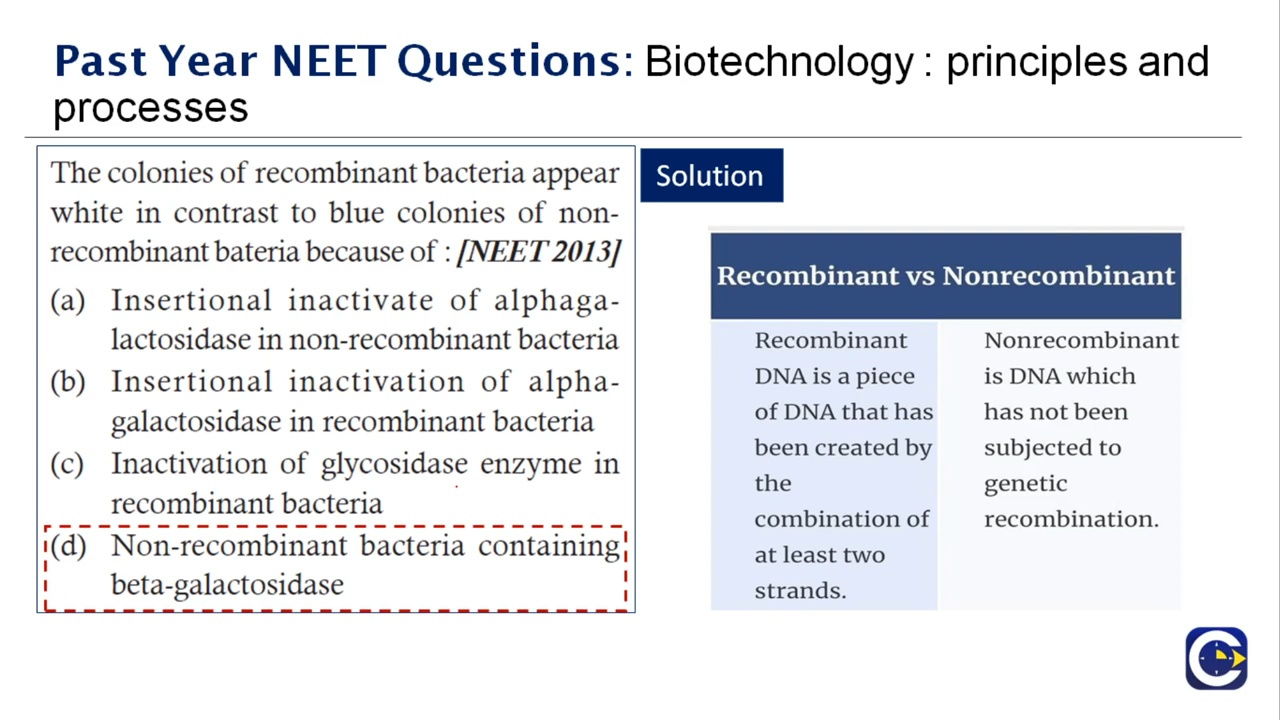 Past Year NEET Questions: Biotechnology : principles and
processes
The colonies of recombinant bacteria appear
white in contrast to blue colonies of non-
recombinant bateria because of : [NEET 2013]
(a) Insertional inactivate of alphaga-
lactosidase in non-recombinant bacteria
(b) Insertional inactivation of alpha-
galactosidase in recombinant bacteria
(c) Inactivation of glycosidase enzyme in
recombinant bacteria
(d) Non-recombinant bacteria containing
beta-galactosidase
Solution
Recombinant vs Nonrecombinant
Recombinant
DNA is a piece
of DNA that has
been created by
the
combination of
at least two
strands.
Nonrecombinant
is DNA which
has not been
subjected to
genetic
recombination.